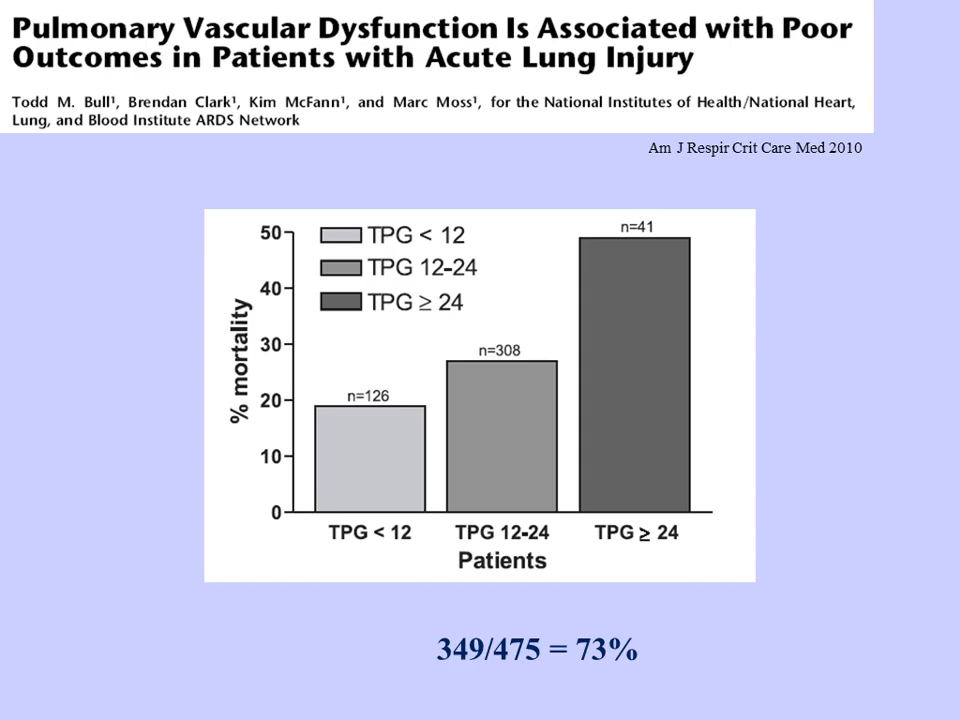 Pulmonary Vascular Dysfunction Is Associated with Poor
Outcomes in Patients with Acute Lung Injury
Todd M. Bull¹, Brendan Clark¹, Kim McFann¹, and Marc Moss¹, for the National Institutes of Health/National Heart,
Lung, and Blood Institute ARDS Network
Am J Respir Crit Care Med 2010
% mortality
50
40
30
20
10
0
TPG < 12
TPG 12-24
TPG ≥ 24
n=126
n=308
n=41
TPG < 12
TPG 12-24
TPG ≥ 24
Patients
349/475 = 73%